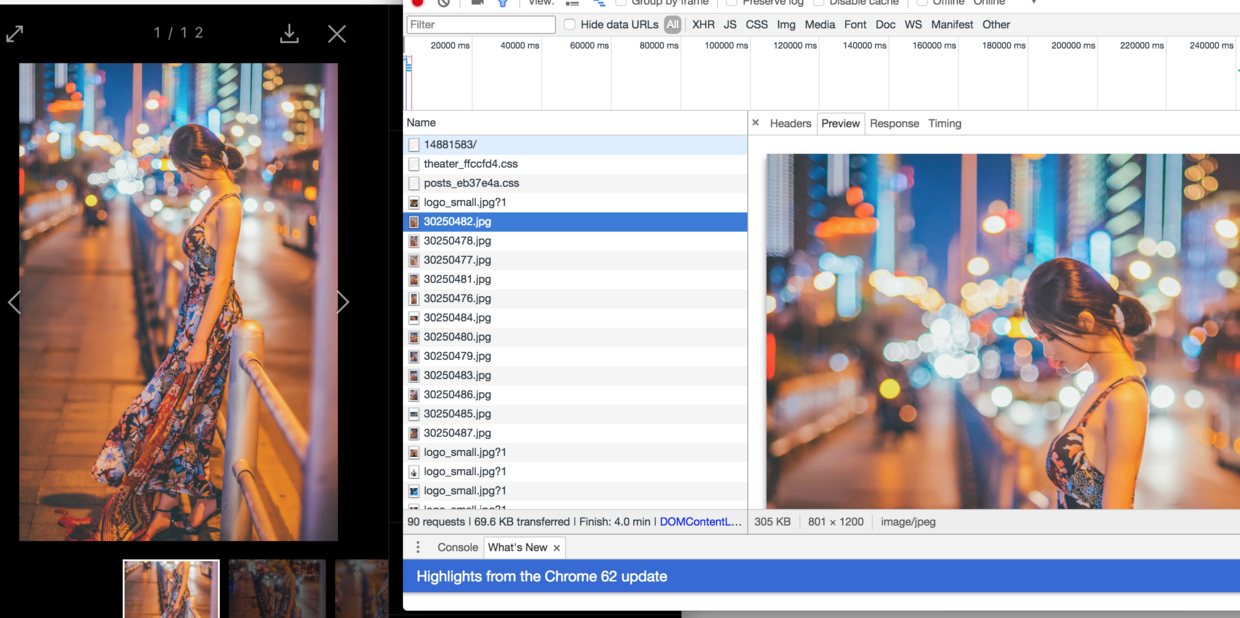 View:
Group by frame
Preserve log
Disable cache
Offline
Online
1 / 1 2
Filter
Hide data URLs
All
XHR JS CSS Img Media Font Doc WS Manifest Other
20000 ms
40000 ms
60000 ms
80000 ms
100000 ms
120000 ms
140000 ms
160000 ms
180000 ms
200000 ms
220000 ms
240000 ms
Name
× Headers Preview Response Timing
14881583/
theater_ffccfd4.css
posts_eb37e4a.css
logo_small.jpg?1
30250482.jpg
30250478.jpg
30250477.jpg
30250481.jpg
30250476.jpg
30250484.jpg
30250480.jpg
30250479.jpg
30250483.jpg
30250486.jpg
30250485.jpg
30250487.jpg
logo_small.jpg?1
logo_small.jpg?1
logo_small.jpg?1
logo_small.jpg?1
90 requests | 69.6 KB transferred | Finish: 4.0 min | DOMContentL...
305 KB 801 × 1200 image/jpeg
Console What's New ×
Highlights from the Chrome 62 update